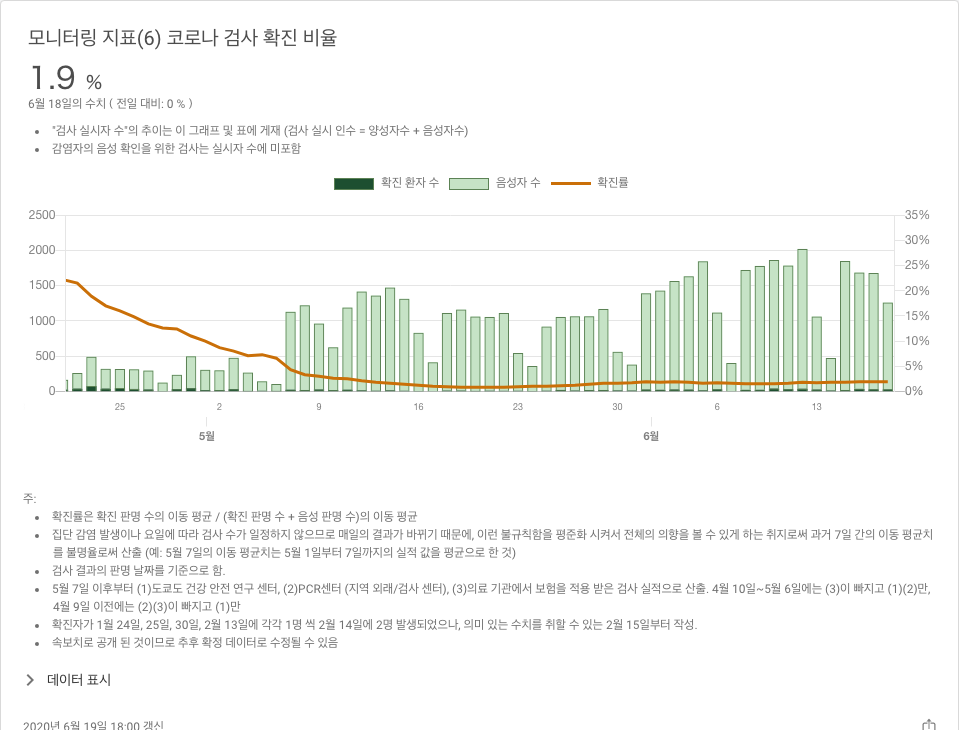 모니터링 지표(6) 코로나 검사 확진 비율
1.9 %
6월 18일의 수치 ( 전일 대비: 0 % )
"검사 실시자 수"의 추이는 이 그래프 및 표에 게재 (검사 실시 인수 = 양성자수 + 음성자수)
감염자의 음성 확인을 위한 검사는 실시자 수에 미포함
확진 환자 수 음성자 수 확진률
2500 35%
30%
2000
25%
1500 20%
15%
1000
10%
500
5%
0 0%
25 2 9 16 23 30 6 13
5월 6월
주:
확진률은 확진 판명 수의 이동 평균 / (확진 판명 수 + 음성 판명 수)의 이동 평균
집단 감염 발생이나 요일에 따라 검사 수가 일정하지 않으므로 매일의 결과가 바뀌기 때문에, 이런 불규칙함을 평준화 시켜서 전체의 의향을 볼 수 있게 하는 취지로써 과거 7일 간의 이동 평균치
를 불명율로써 산출 (예: 5월 7일의 이동 평균치는 5월 1일부터 7일까지의 실적 값을 평균으로 한 것)
검사 결과의 판명 날짜를 기준으로 함.
5월 7일 이후부터 (1)도쿄도 건강 안전 연구 센터, (2)PCR센터 (지역 외래/검사 센터), (3)의료 기관에서 보험을 적용 받은 검사 실적으로 산출. 4월 10일~5월 6일에는 (3)이 빠지고 (1)(2)만,
4월 9일 이전에는 (2)(3)이 빠지고 (1)만
확진자가 1월 24일, 25일, 30일, 2월 13일에 각각 1명 씩 2월 14일에 2명 발생되었으나, 의미 있는 수치를 취할 수 있는 2월 15일부터 작성.
속보치로 공개 된 것이므로 추후 확정 데이터로 수정될 수 있음
데이터 표시
2020년 6월 19일 18:00 갱신